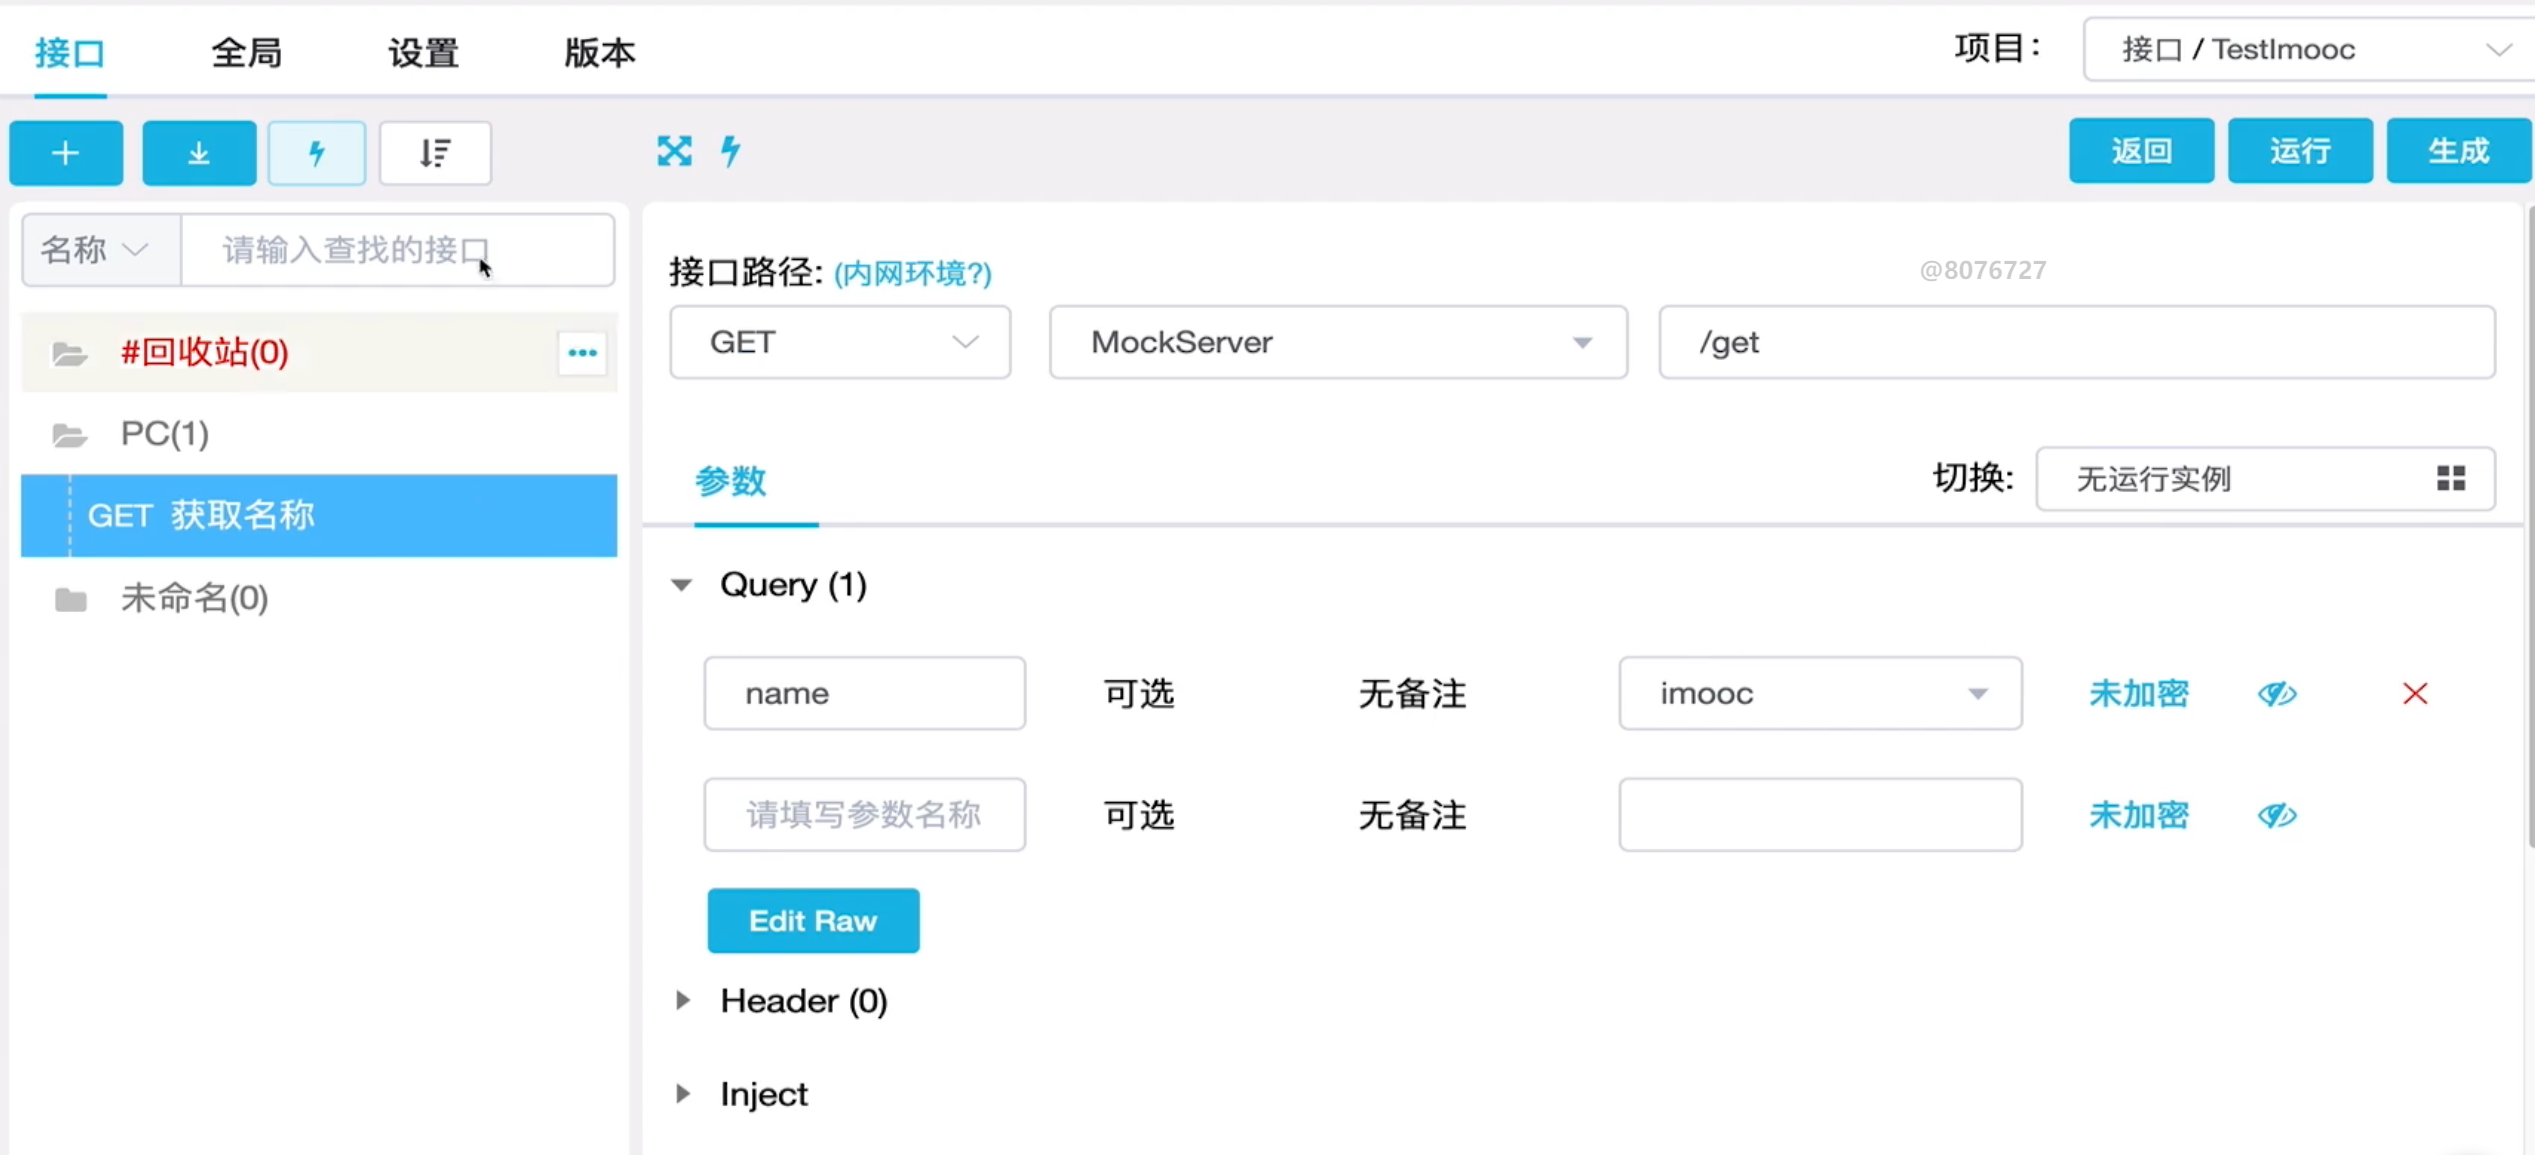 接口 全局 设置 版本 项目： 接口 / TestImooc
返回 运行 生成
名称 请输入查找的接口
#回收站(0)
PC(1)
GET 获取名称
未命名(0)
接口路径: (内网环境?)
@8076727
GET MockServer /get
参数 切换: 无运行实例
Query (1)
name 可选 无备注 imooc 未加密
请填写参数名称 可选 无备注 未加密
Edit Raw
Header (0)
Inject